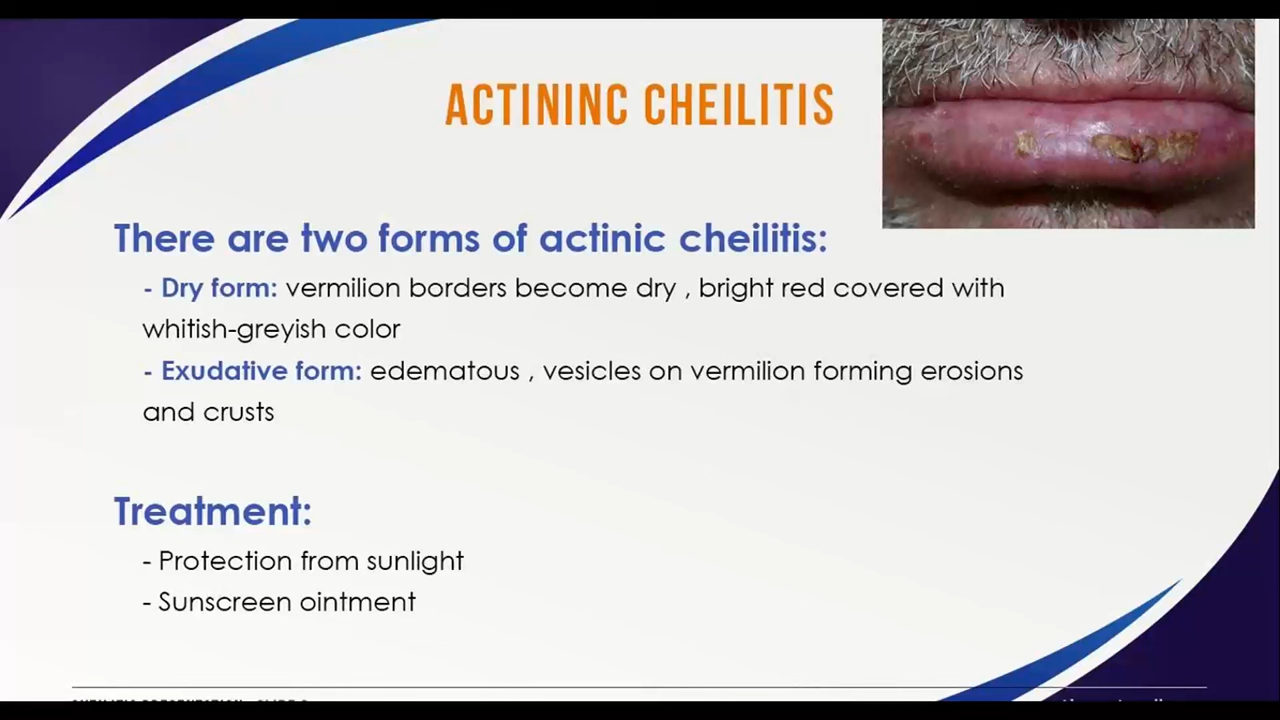 ACTININC CHEILITIS
There are two forms of actinic cheilitis:
- Dry form: vermilion borders become dry , bright red covered with
whitish-greyish color
- Exudative form: edematous , vesicles on vermilion forming erosions
and crusts
Treatment:
- Protection from sunlight
- Sunscreen ointment